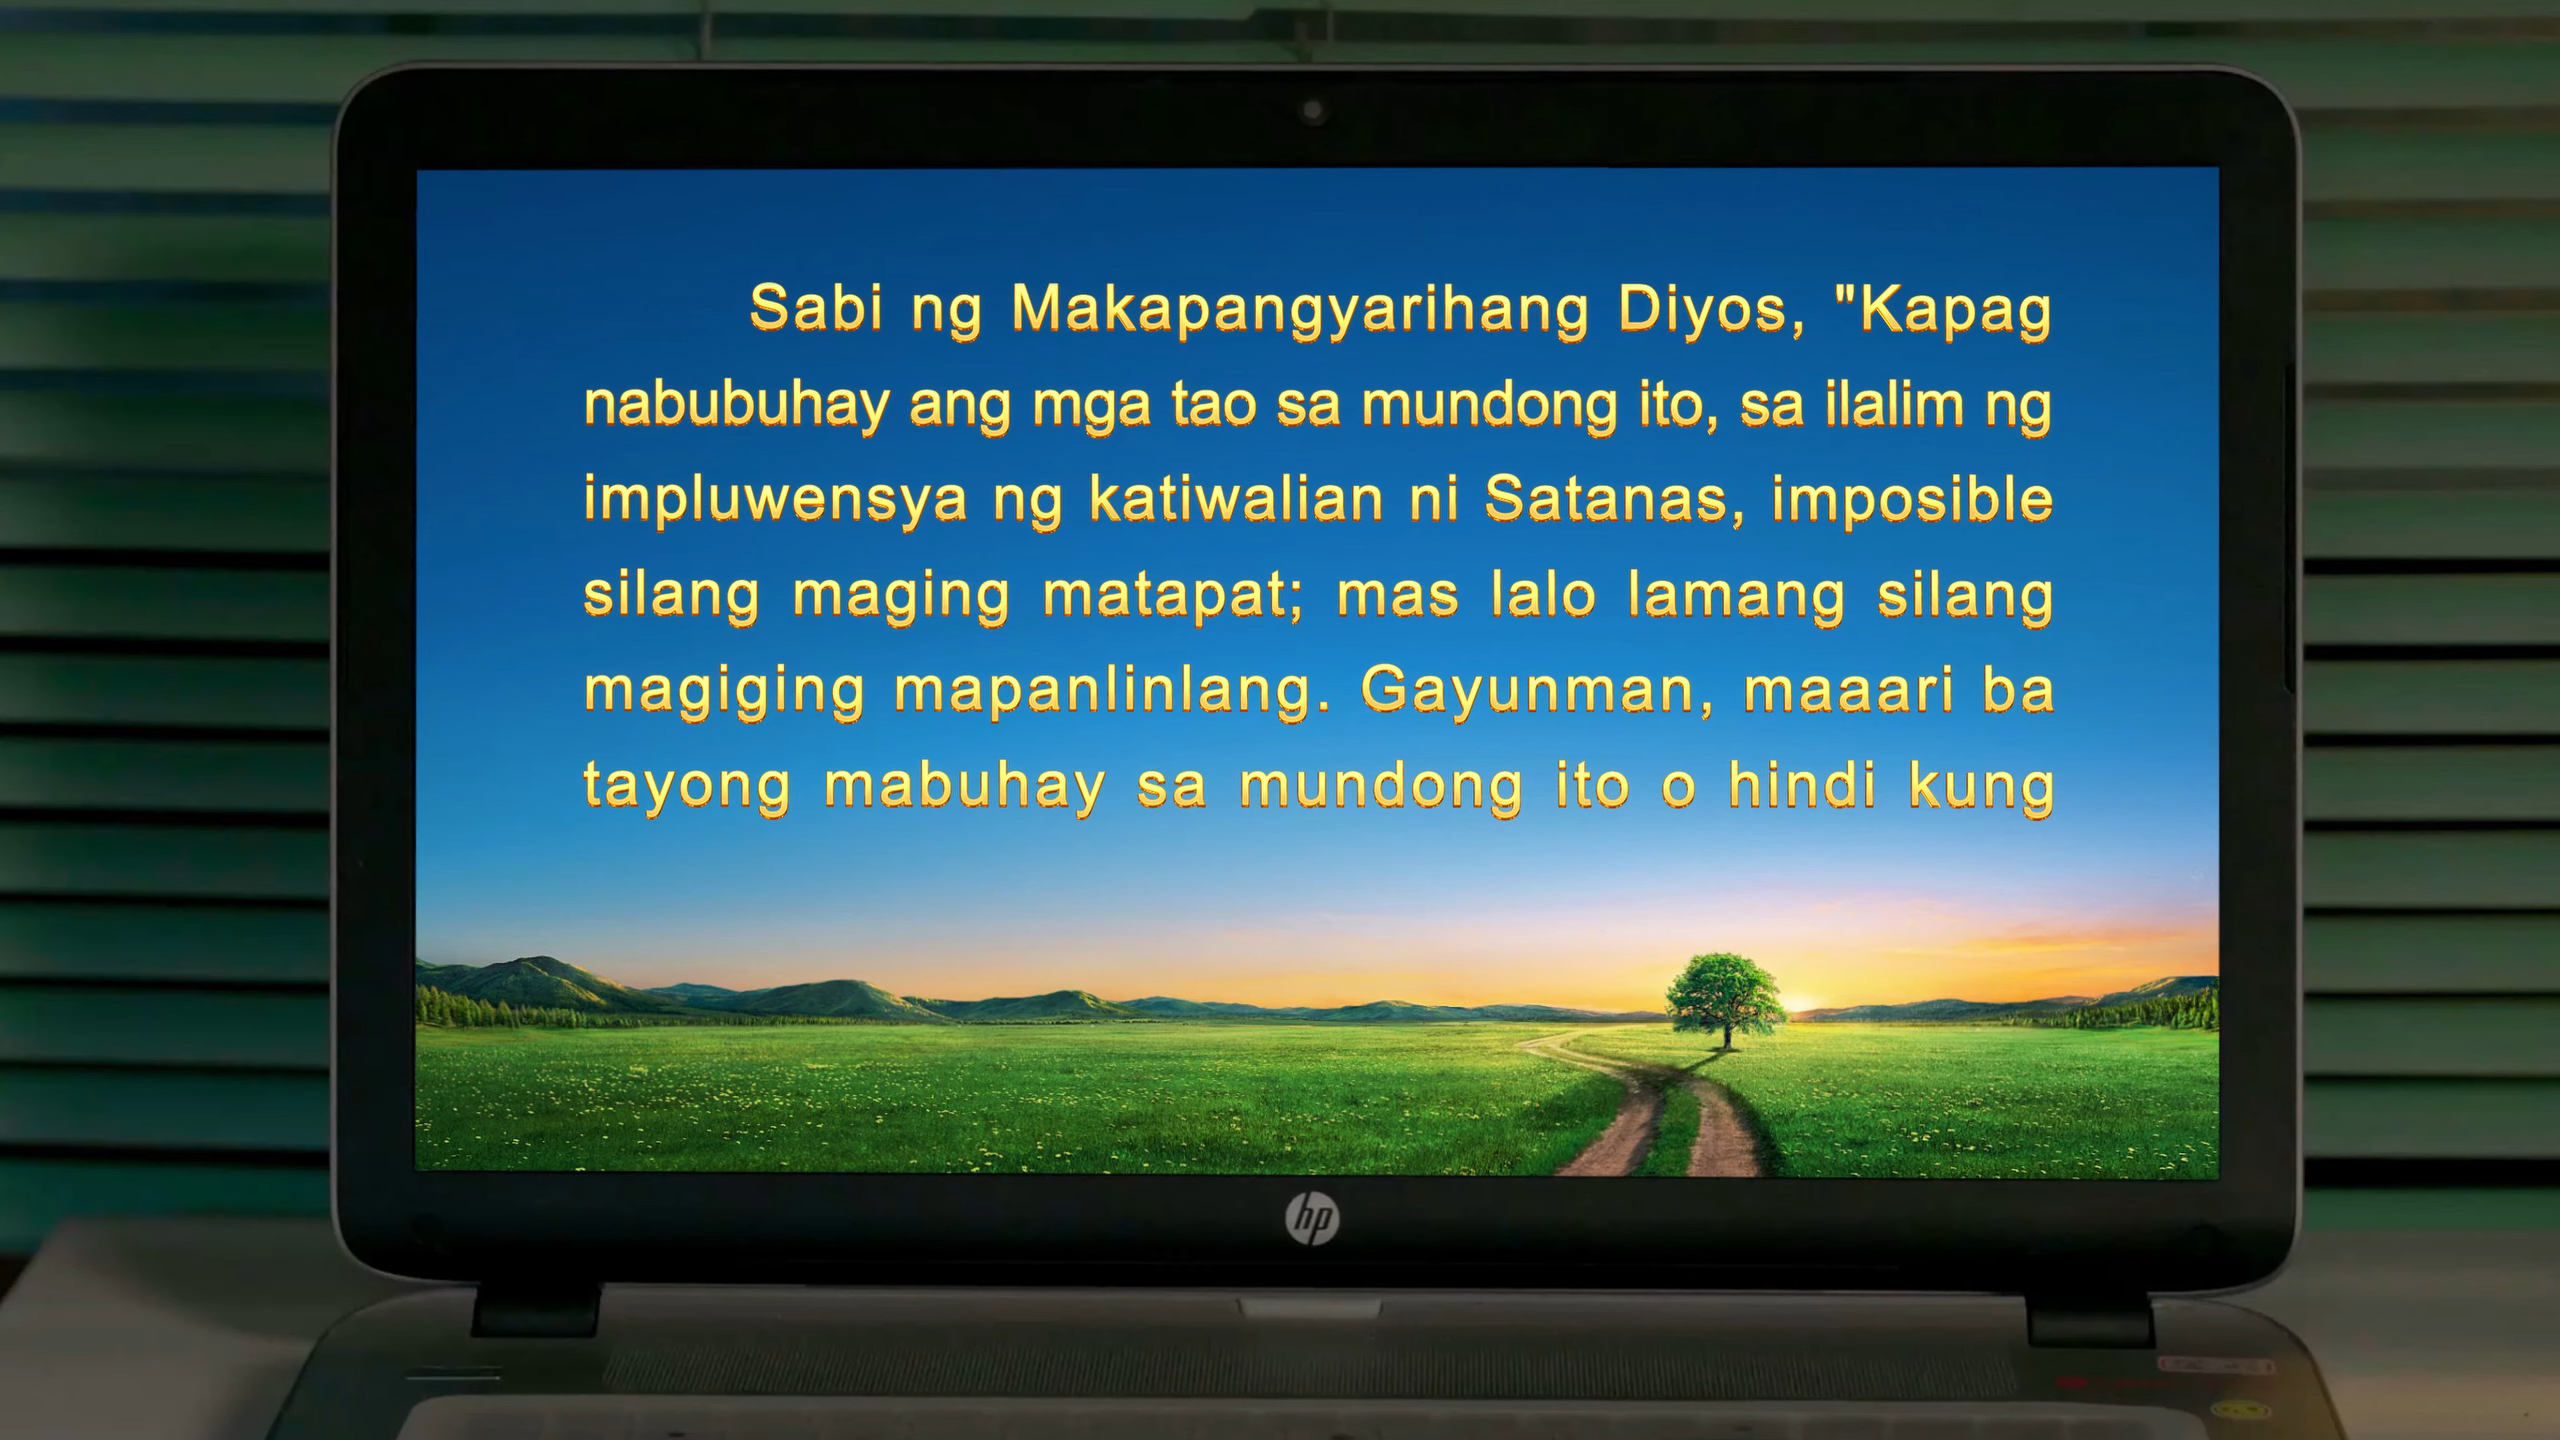 Sabi ng Makapangyarihang Diyos, "Kapag
nabubuhay ang mga tao sa mundong ito, sa ilalim ng
impluwensya ng katiwalian ni Satanas, imposible
silang maging matapat; mas lalo lamang silang
magiging mapanlinlang. Gayunman, maaari ba
tayong mabuhay sa mundong ito o hindi kung
hp